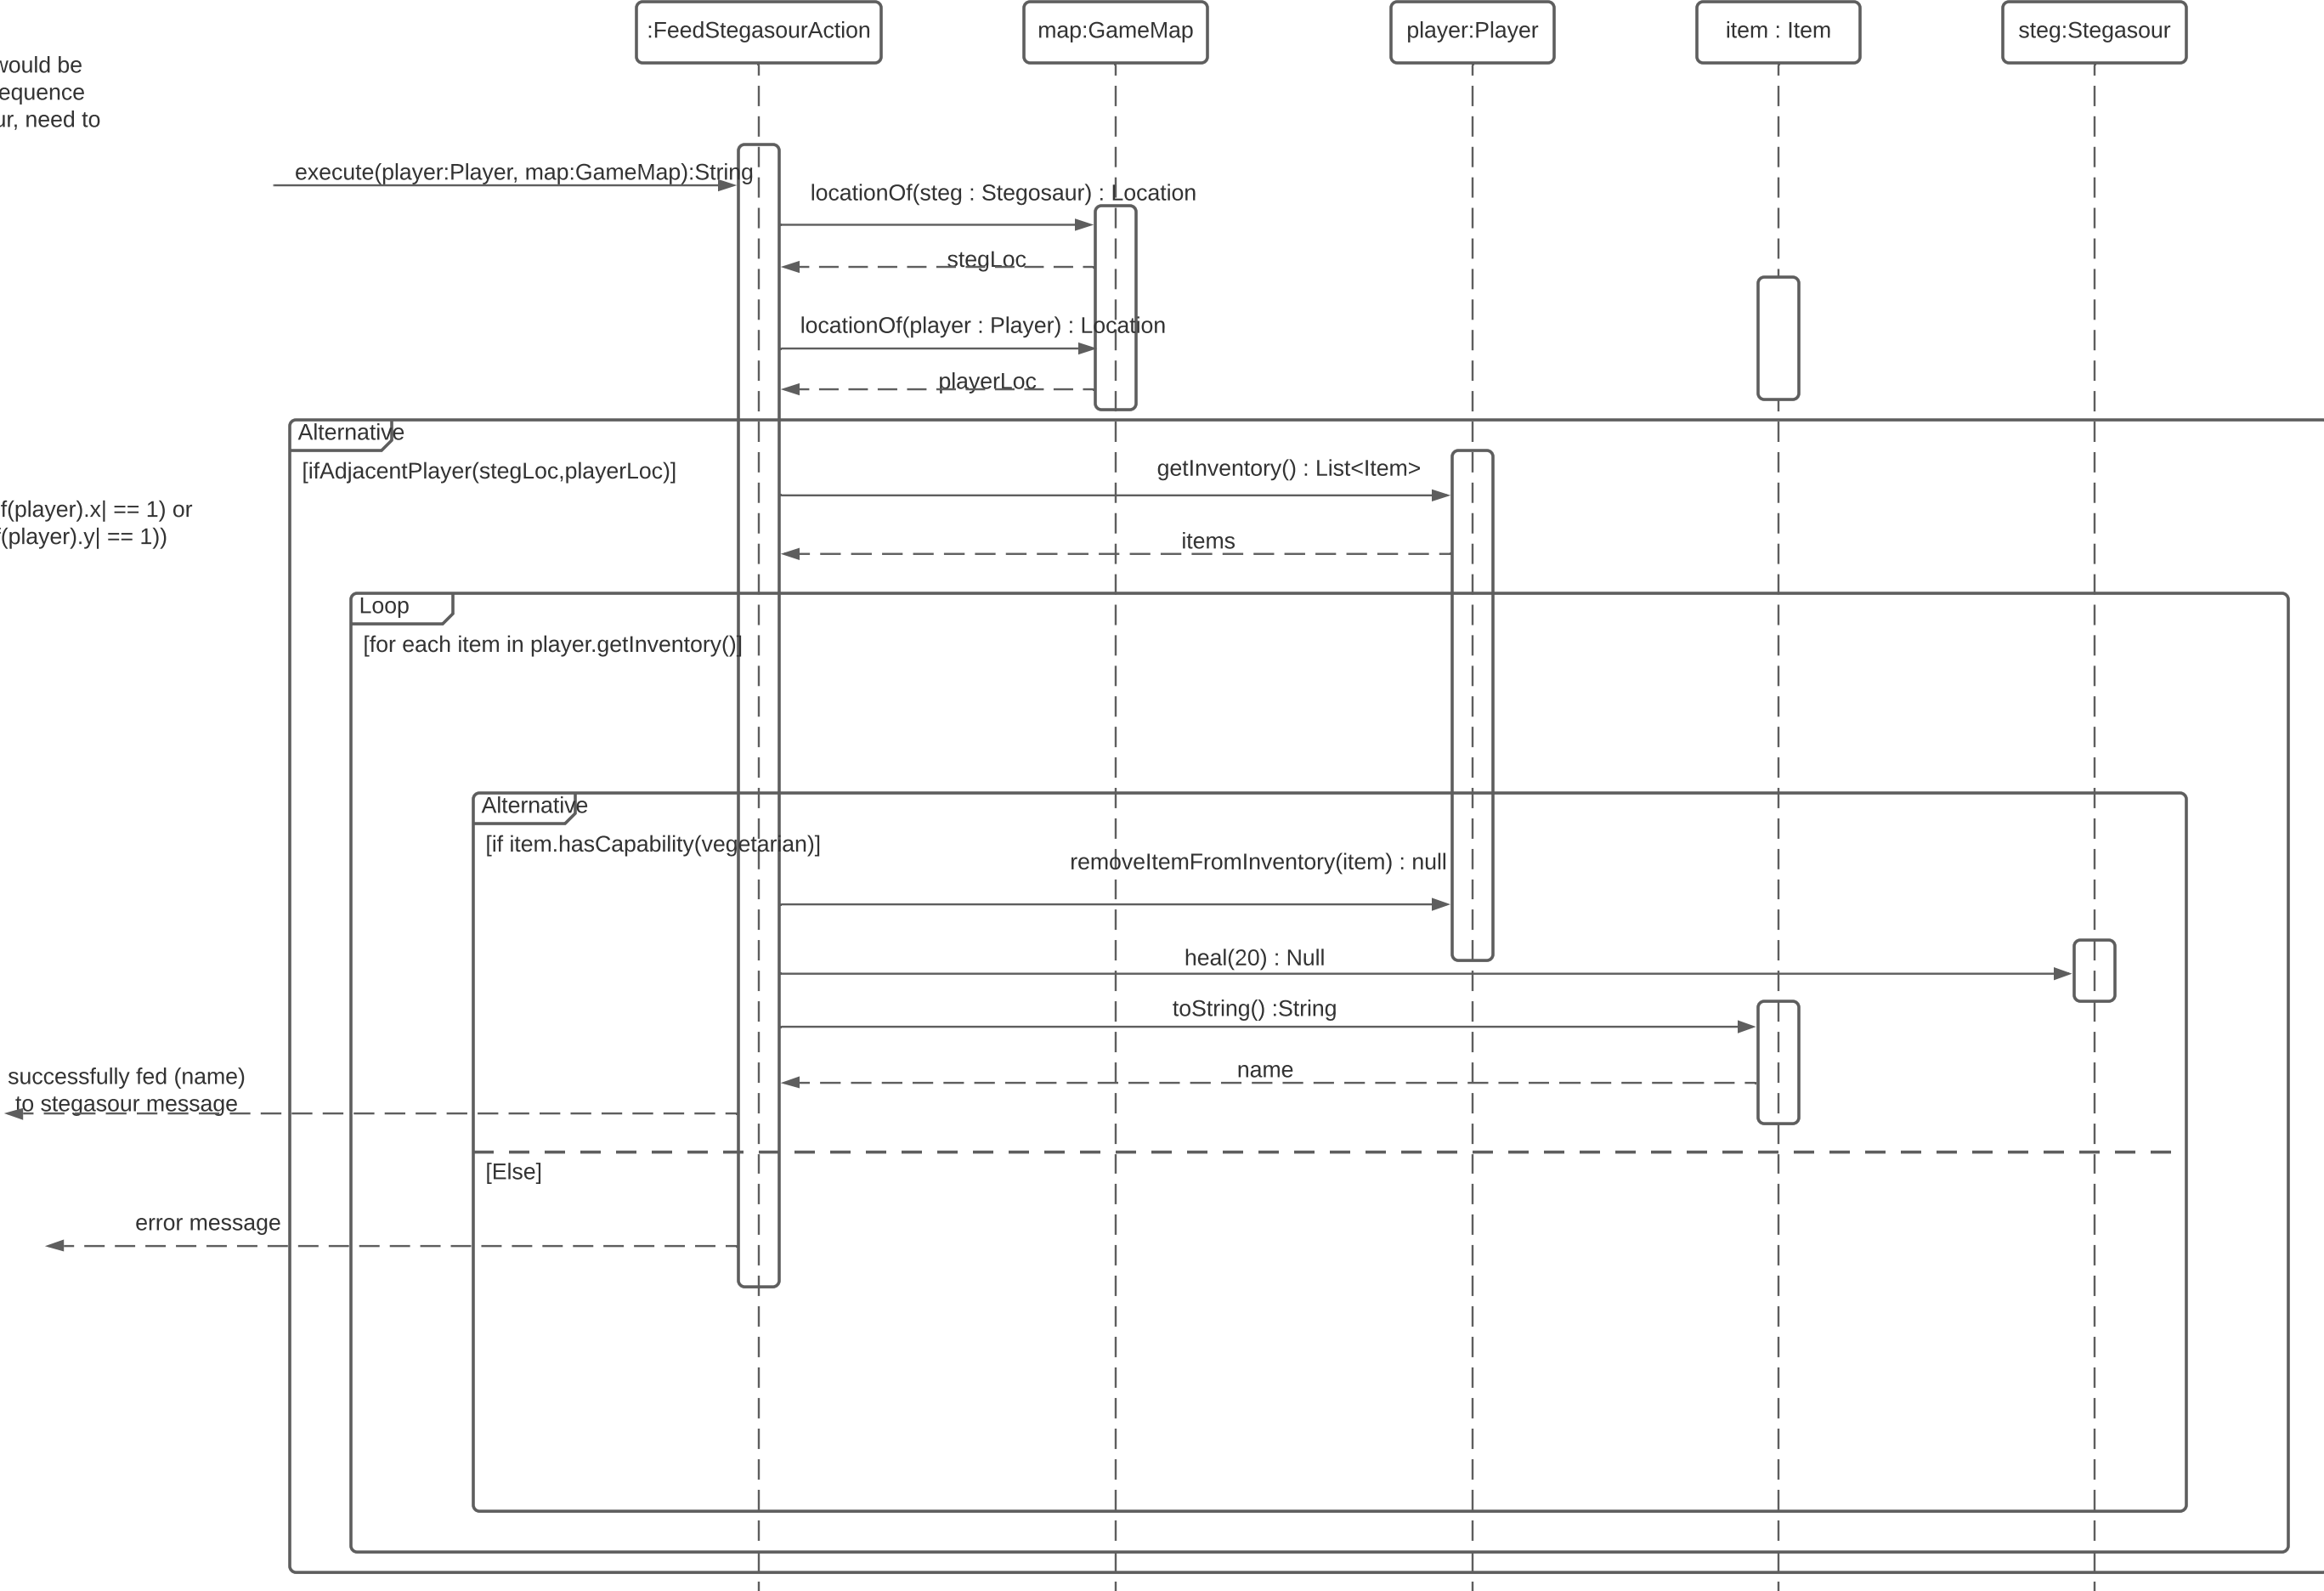 :FeedStegasourAction
map:GameMap
player:Player
item : Item
steg:Stegasour
would be
equence
ur, need to
execute(player:Player, map:GameMap):String
locationOf(steg : Stegosaur) : Location
stegLoc
locationOf(player : Player) : Location
playerLoc
Alternative
[ifAdjacentPlayer(stegLoc,playerLoc)]
getInventory() : List<Item>
f(player).x| == 1) or
(player).y| == 1))
items
Loop
[for each item in player.getInventory()]
Alternative
[if item.hasCapability(vegetarian)]
removeItemFromInventory(item) : null
heal(20) : Null
toString() :String
name
successfully fed (name)
to stegasour message
[Else]
error message